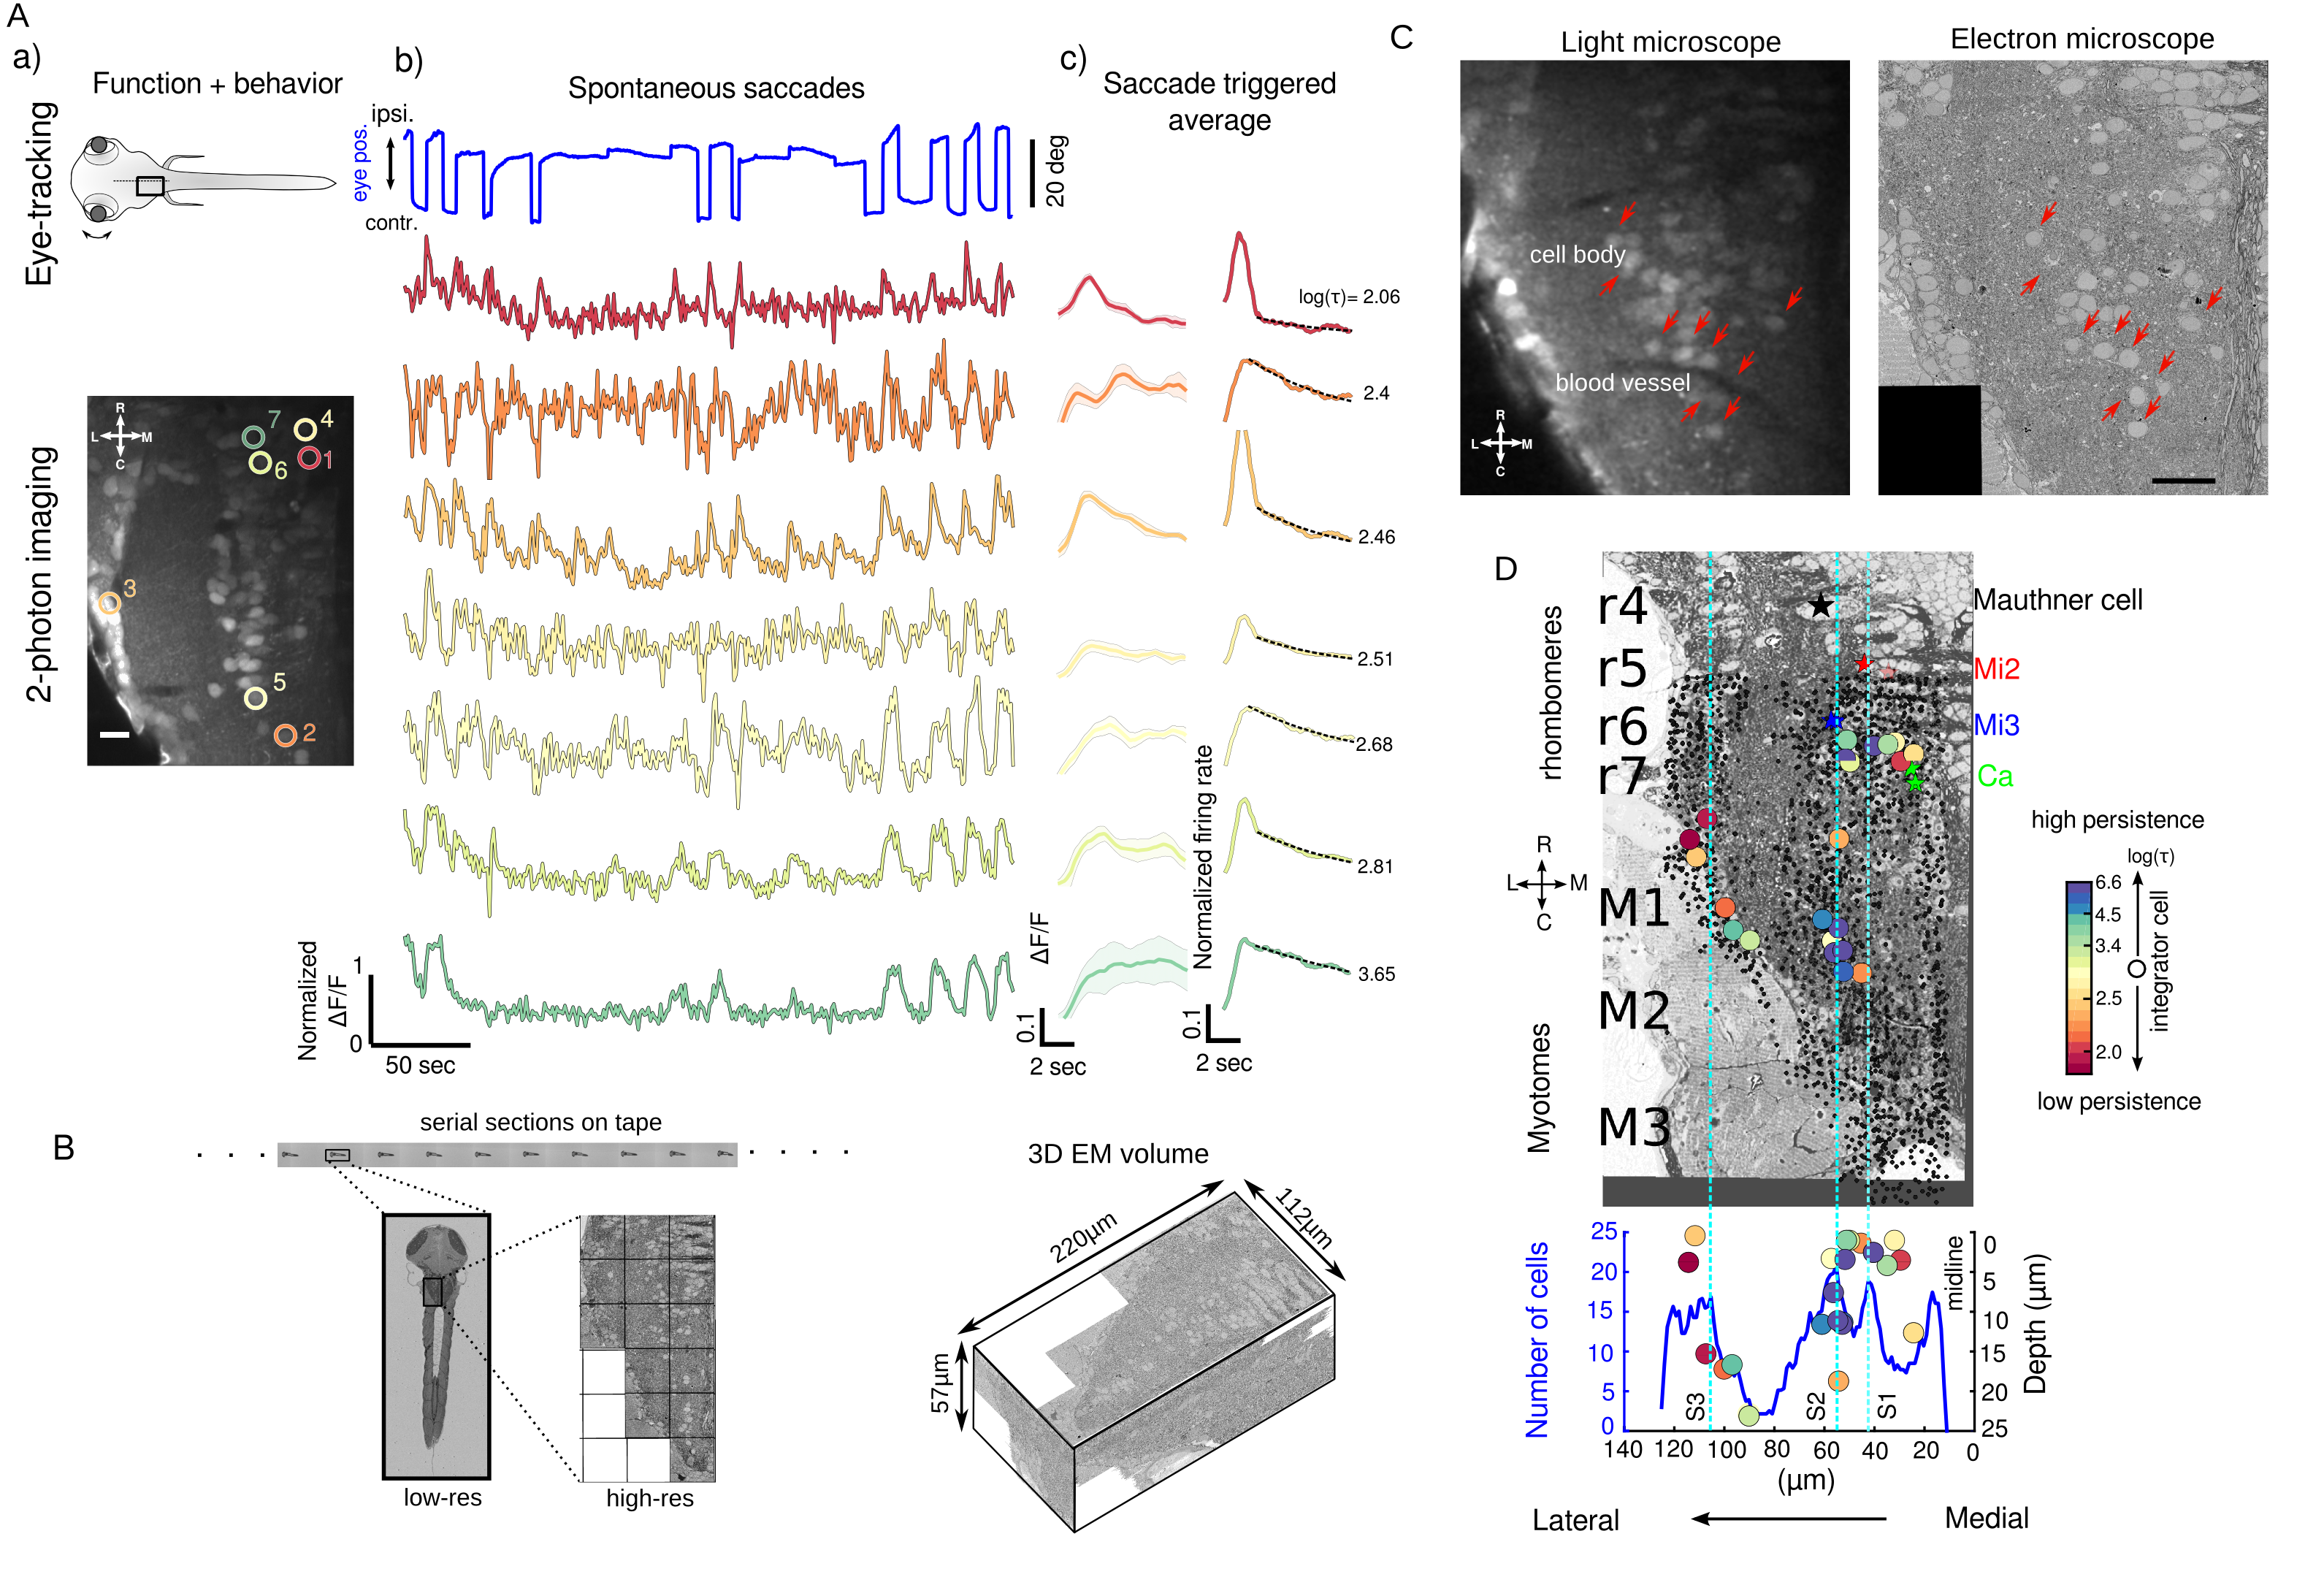 A
a)
Function + behavior
Eye-tracking
2-photon imaging
R
L
M
C
7
4
6
1
3
5
2
b)
Spontaneous saccades
ipsi.
eye pos.
contr.
20 deg
Normalized
ΔF/F
1
0
50 sec
c)
Saccade triggered
average
log(τ)= 2.06
2.4
2.46
2.51
2.68
2.81
3.65
ΔF/F
0.1
2 sec
Normalized firing rate
0.1
2 sec
B
serial sections on tape
low-res
high-res
3D EM volume
220μm
112μm
57μm
C
Light microscope
Electron microscope
cell body
blood vessel
R
L
M
C
D
rhombomeres
Myotomes
r4
r5
r6
r7
M1
M2
M3
Mauthner cell
Mi2
Mi3
Ca
R
L
M
C
high persistence
log(τ)
6.6
4.5
3.4
2.5
2.0
integrator cell
low persistence
Number of cells
25
20
15
10
5
0
S3
S2
S1
midline
0
5
10
15
20
25
Depth (μm)
140 120 100 80 60 40 20 0
(μm)
Lateral
Medial